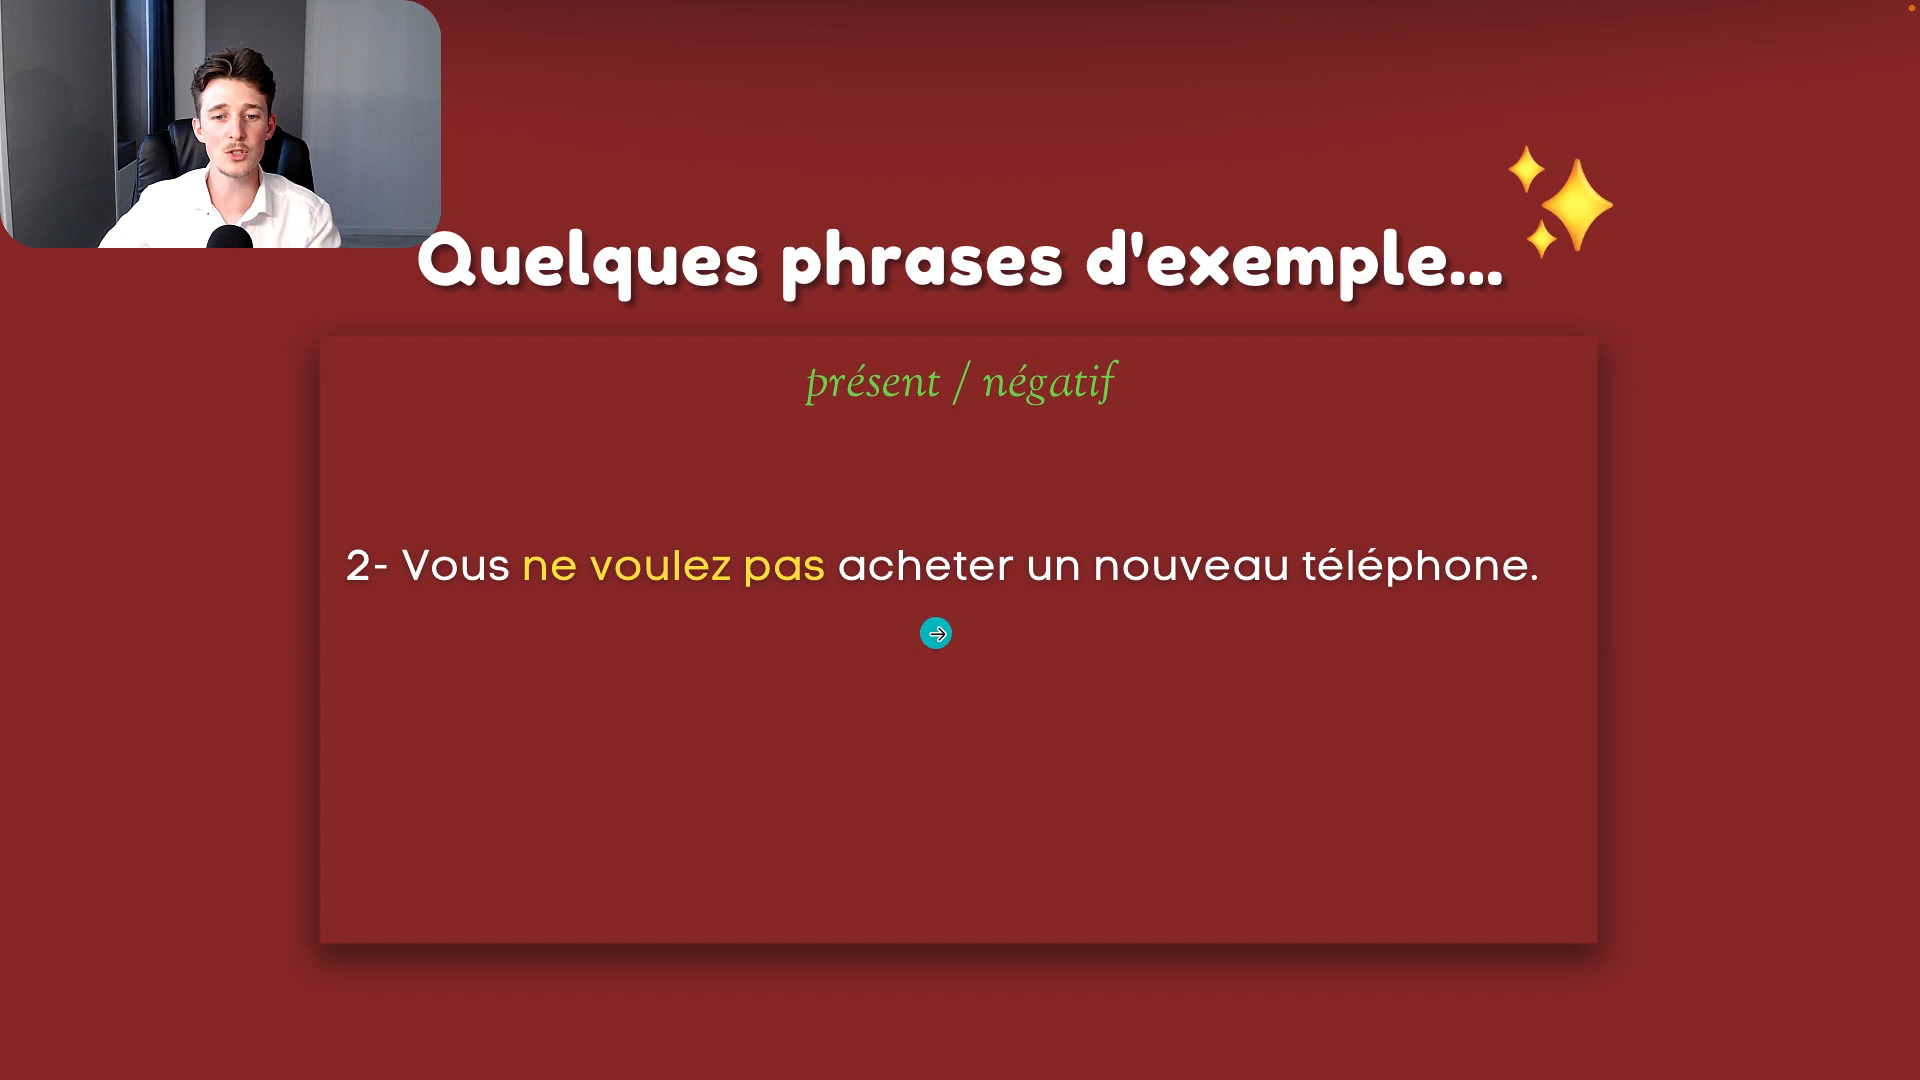 Quelques phrases d'exemple...
présent / négatif
2- Vous ne voulez pas acheter un nouveau téléphone.